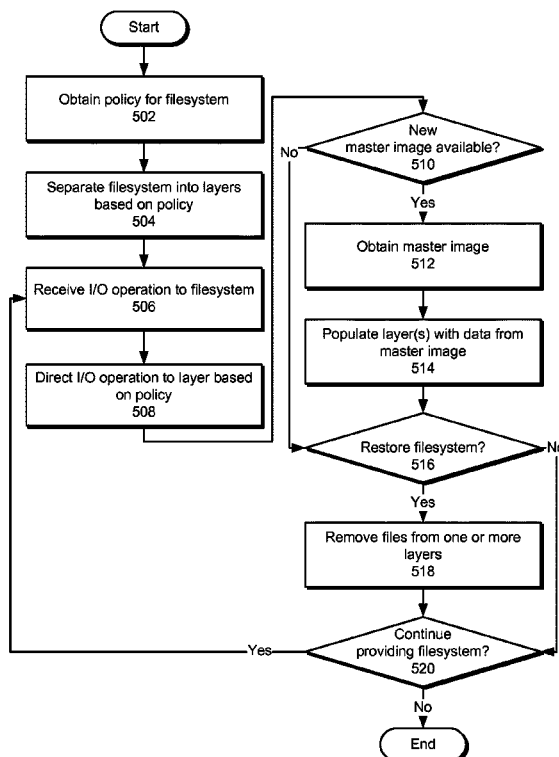 Start
Obtain policy for filesystem
502
Separate filesystem into layers
based on policy
504
Receive I/O operation to filesystem
506
Direct I/O operation to layer based
on policy
508
New
master image available?
510
No
Yes
Obtain master image
512
Populate layer(s) with data from
master image
514
Restore filesystem?
516
No
Yes
Remove files from one or more
layers
518
Continue
providing filesystem?
520
Yes
No
End